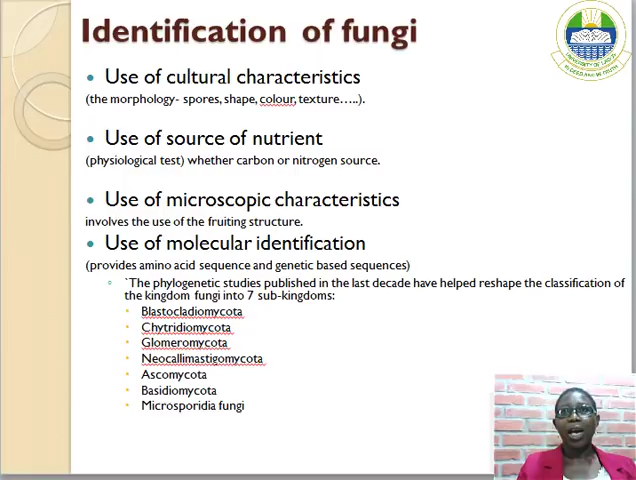 Identification of fungi
Use of cultural characteristics
(the morphology- spores, shape, colour, texture…..).
Use of source of nutrient
(physiological test) whether carbon or nitrogen source.
Use of microscopic characteristics
involves the use of the fruiting structure.
Use of molecular identification
(provides amino acid sequence and genetic based sequences)
`The phylogenetic studies published in the last decade have helped reshape the classification of
the kingdom fungi into 7 sub-kingdoms:
Blastocladiomycota
Chytridiomycota
Glomeromycota
Neocallimastigomycota
Ascomycota
Basidiomycota
Microsporidia fungi